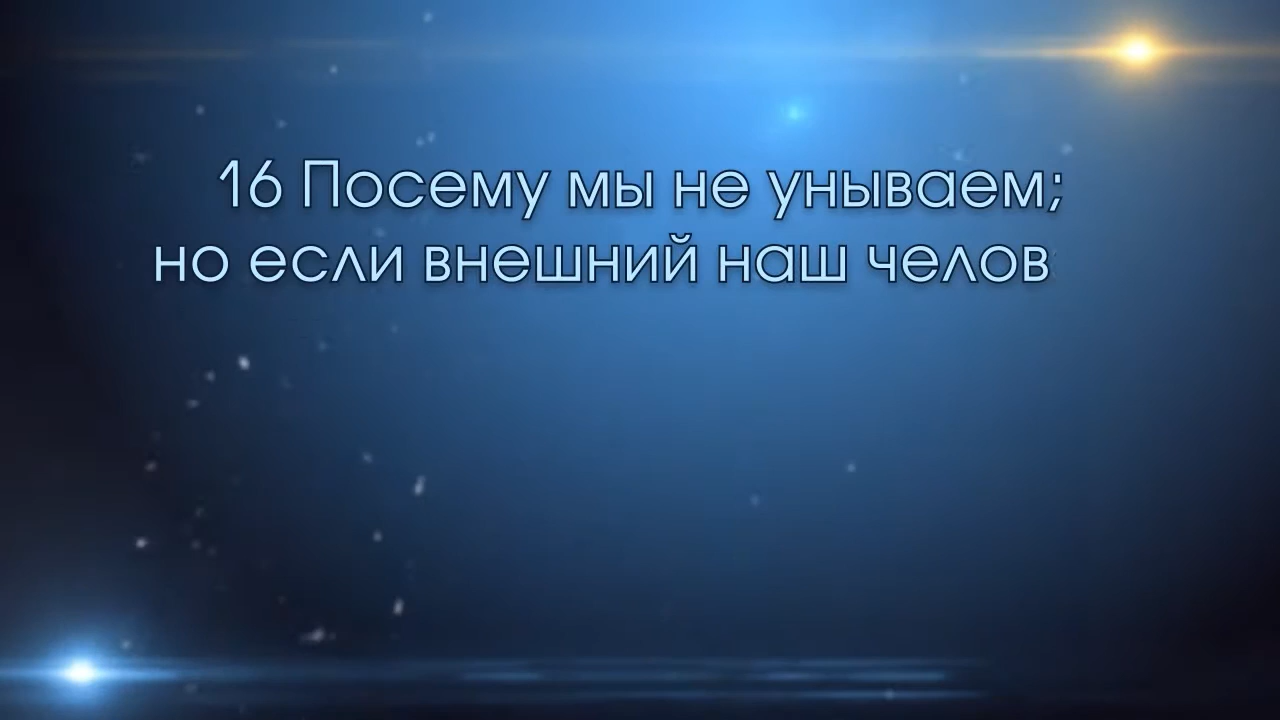 16 Посему мы не унываем;
но если внешний наш челов